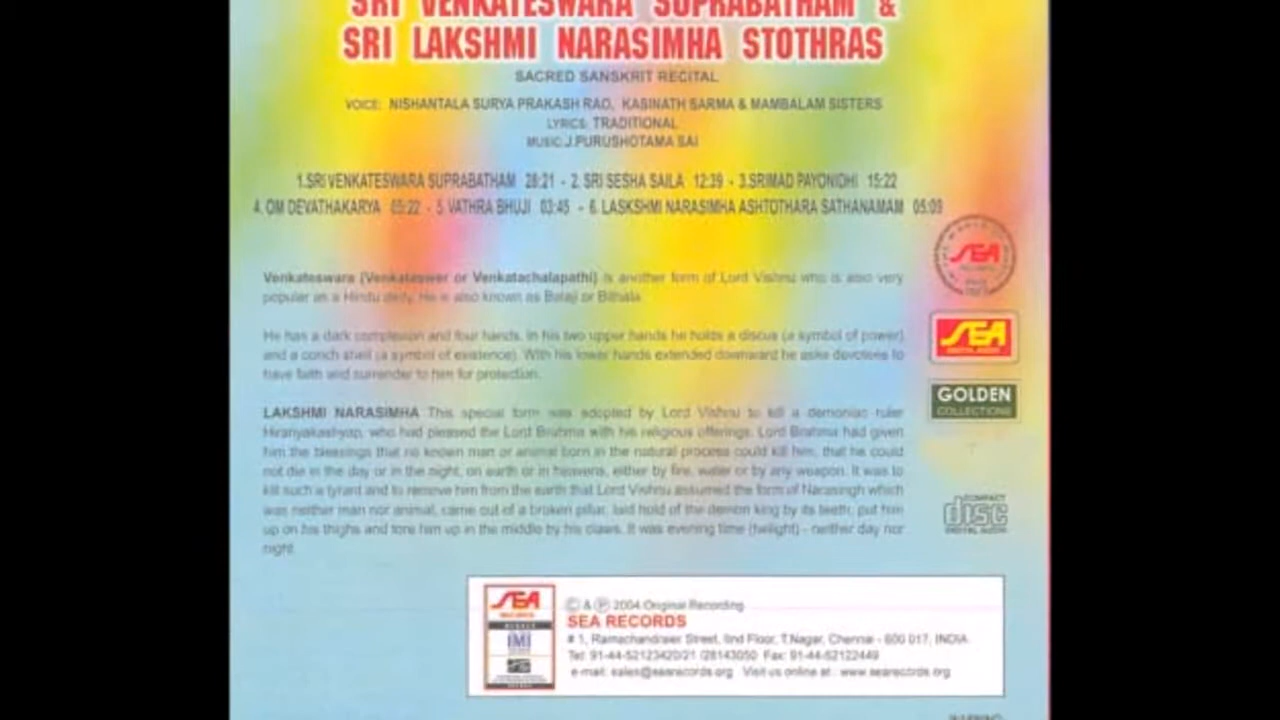 SRI VENKATESWARA SUPRABATHAM &
SRI LAKSHMI NARASIMHA STOTHRAS
SACRED SANSKRIT RECITAL
VOICE: NISHANTALA SURYA PRAKASH RAO, KASINATH SARMA & MAMBALAM SISTERS
LYRICS: TRADITIONAL
MUSIC: J.PURUSHOTAMA SAI
1.SRI VENKATESWARA SUPRABATHAM 28:21 - 2. SRI SESHA SAILA 12:39 - 3.SRIMAD PAYONIDHI 15:22
4. OM DEVATHAKARYA 05:22 - 5. VATHRA BHUJI 03:45 - 6. LASKSHMI NARASIMHA ASHTOTHARA SATHANAMAM 05:09
Venkateswara (Venkateswer or Venkatachalapathi) is another form of Lord Vishnu who is also very
popular as a Hindu deity. He is also known as Balaji or Bithala.
He has a dark complexion and four hands. In his two upper hands he holds a discus (a symbol of power)
and a conch shell (a symbol of existence). With his lower hands extended downward he asks devotees to
have faith and surrender to him for protection.
LAKSHMI NARASIMHA This special form was adopted by Lord Vishnu to kill a demoniac ruler
Hiranyakashyap, who had pleased the Lord Brahma with his religious offerings. Lord Brahma had given
him the blessings that no known man or animal born in the natural process could kill him, that he could
not die in the day or in the night, on earth or in heavens, either by fire, water or by any weapon. It was to
kill such a tyrant and to remove him from the earth that Lord Vishnu assumed the form of Narasingh which
was neither man nor animal, came out of a broken pillar, laid hold of the demon king by its teeth, put him
up on his thighs and tore him up in the middle by his claws. It was evening time (twilight) - neither day nor
night.
SEA
SEA
DIGITAL AUDIO
GOLDEN
COLLECTIONS
COMPACT
disc
DIGITAL AUDIO
SEA
RECORDS
MEMBER
IMI
© & ℗ 2004 Original Recording
SEA RECORDS
# 1, Ramachandraier Street, IInd Floor, T.Nagar, Chennai - 600 017, INDIA.
Tel: 91-44-52123420/21 /28143050 Fax: 91-44-52122449
e-mail: sales@searecords.org Visit us online at : www.searecords.org
WARNING